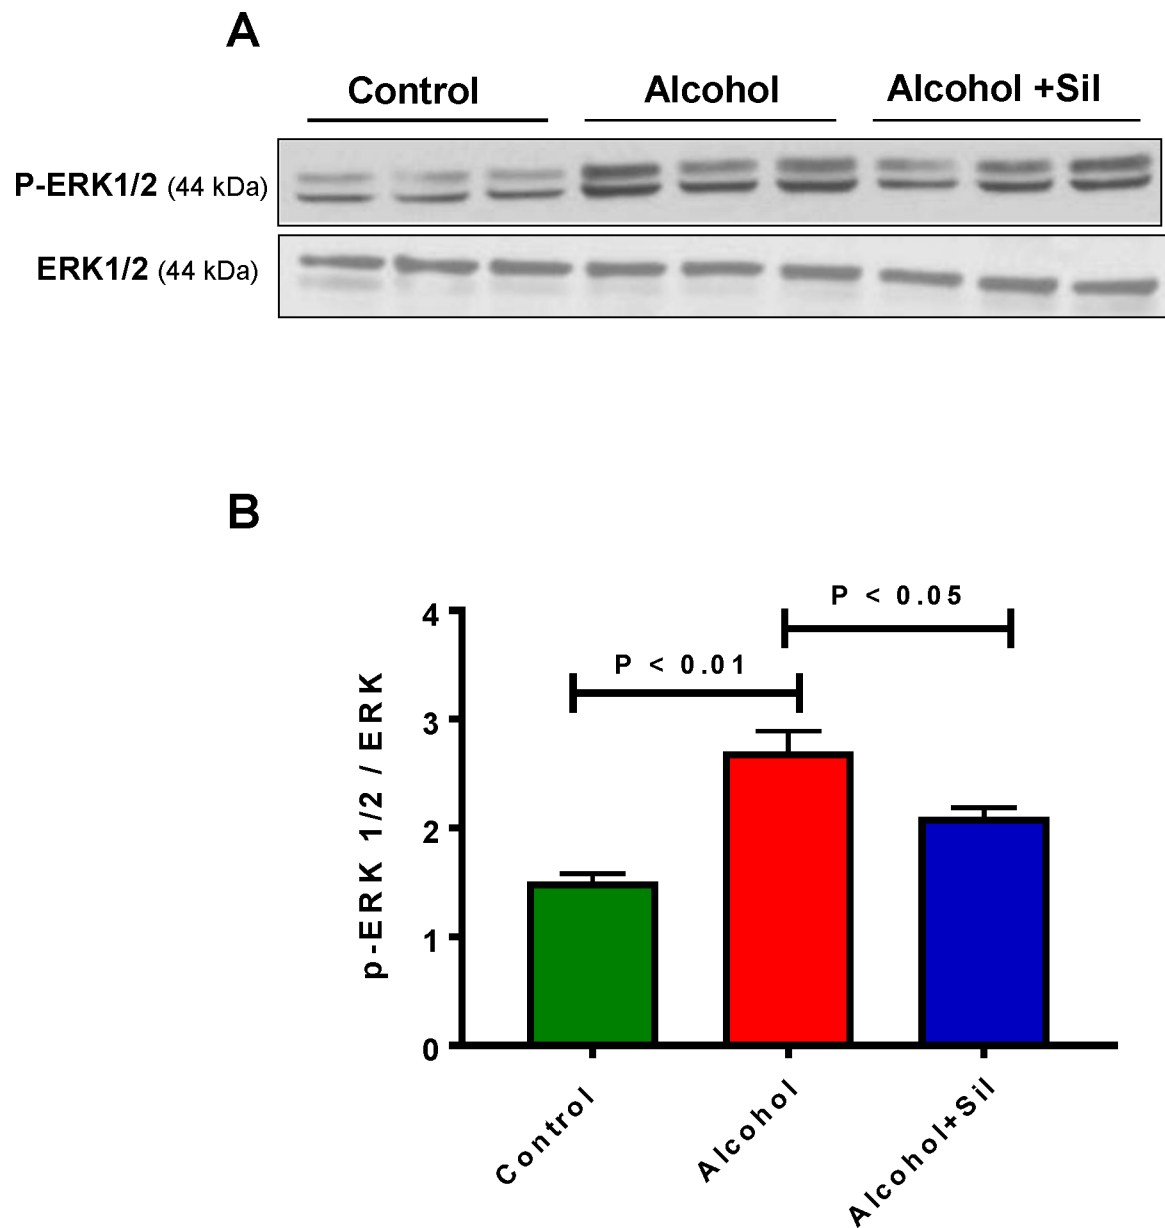 A
Control Alcohol Alcohol +Sil
P-ERK1/2 (44 kDa)
ERK1/2 (44 kDa)
B
P < 0.05
P < 0.01
4
3
2
1
0
p-ERK 1/2 / ERK
Control
Alcohol
Alcohol+Sil